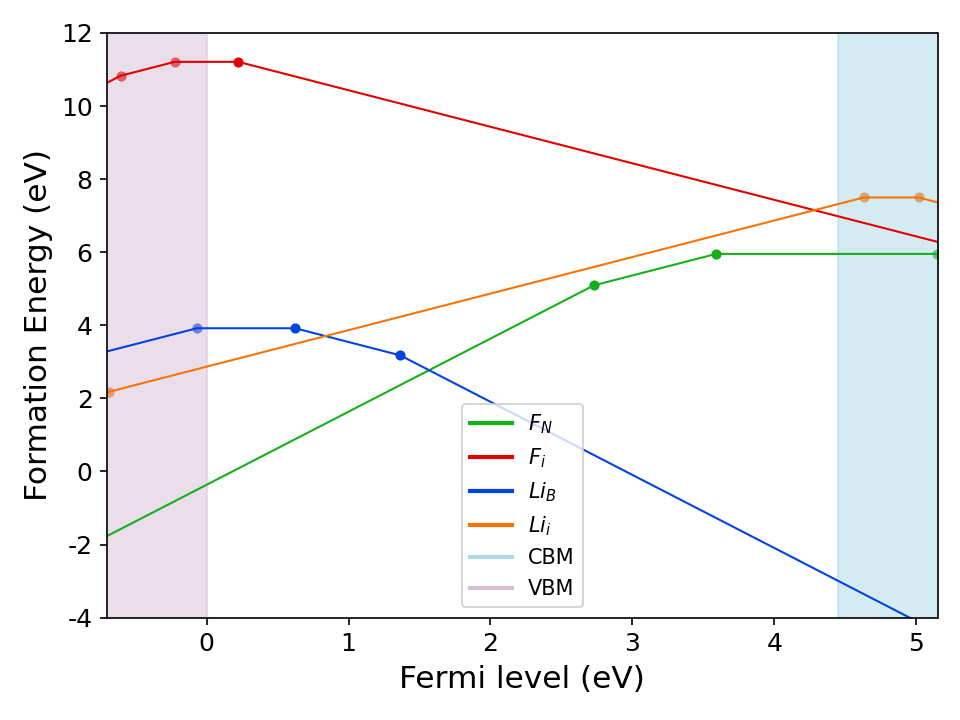 Formation Energy (eV)
12
10
8
6
4
2
0
-2
-4
F_N
F_i
Li_B
Li_i
CBM
VBM
0 1 2 3 4 5
Fermi level (eV)